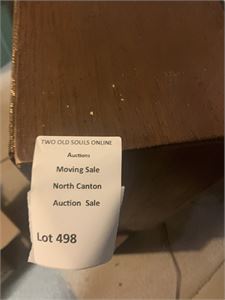 TWO OLD SOULS ONLINE
Auctions
Moving Sale
North Canton
Auction Sale
Lot 498